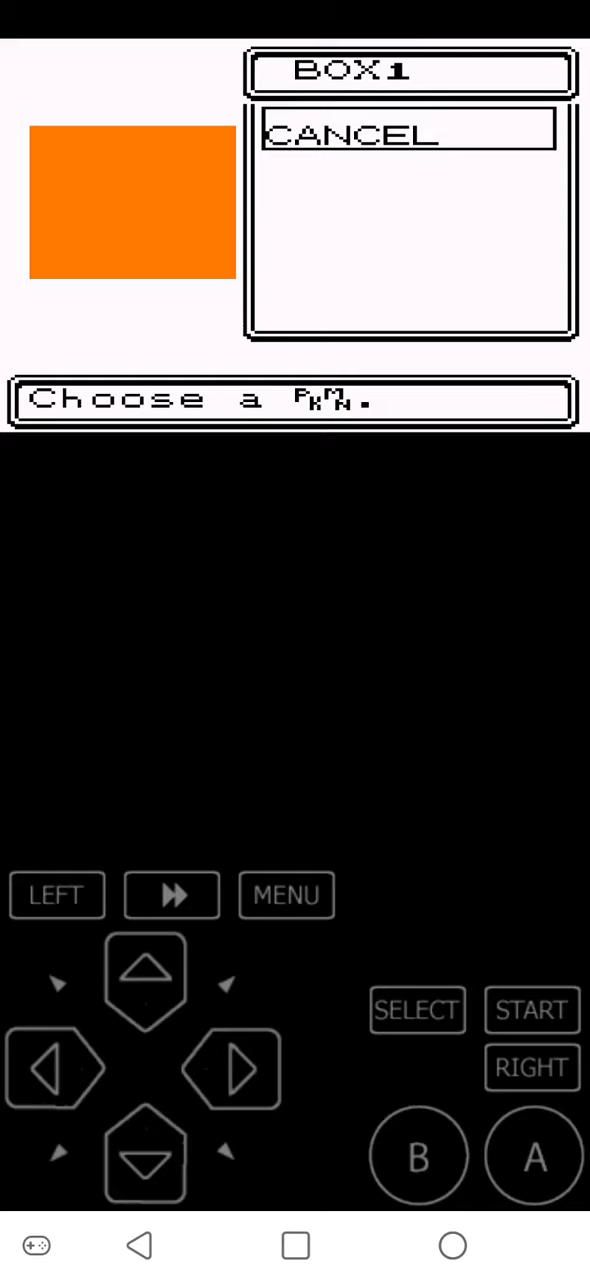 BOX1
CANCEL
Choose a PKMN.
LEFT
MENU
SELECT
START
RIGHT
B
A